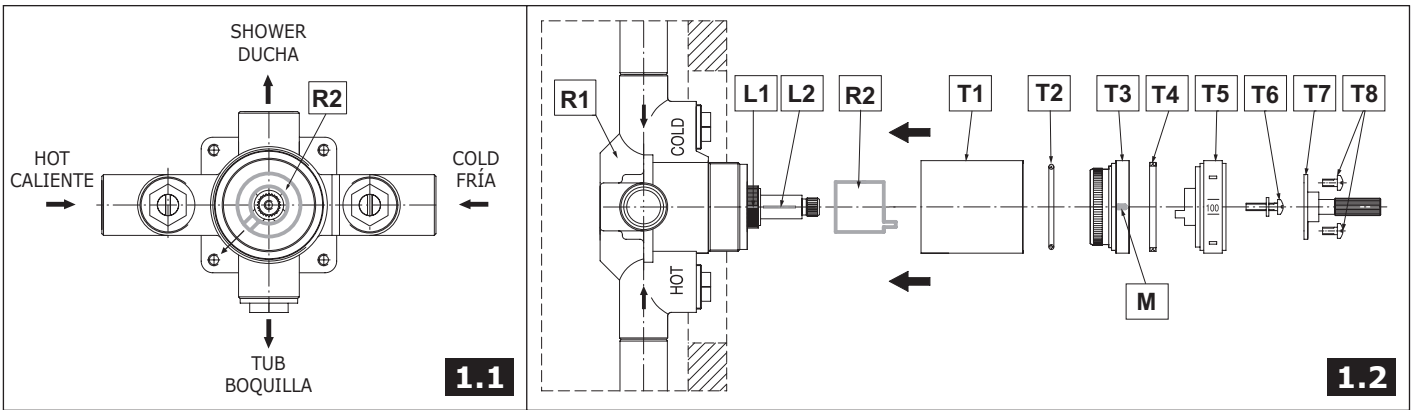 SHOWER
DUCHA
R2
HOT
CALIENTE
COLD
FRÍA
TUB
BOQUILLA
1.1
R1
COLD
HOT
L1
L2
R2
T1
T2
T3
T4
T5
T6
T7
T8
100
M
1.2